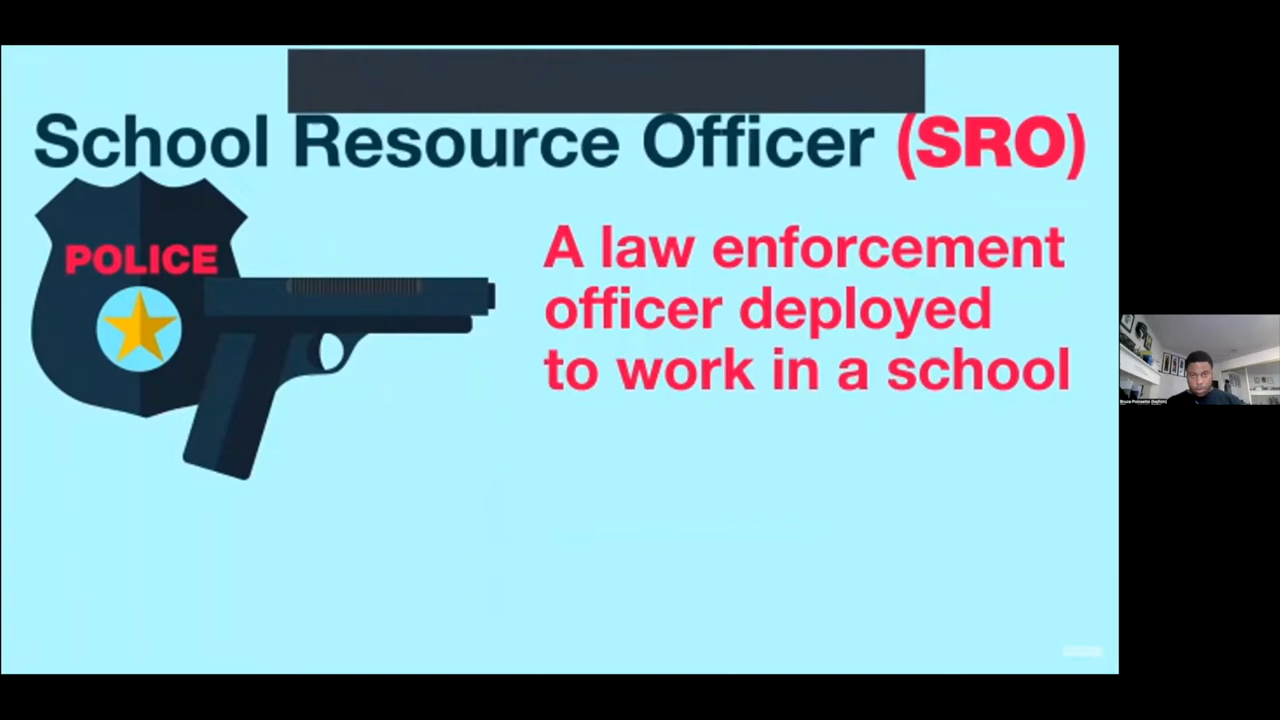 School Resource Officer (SRO)
POLICE
A law enforcement
officer deployed
to work in a school